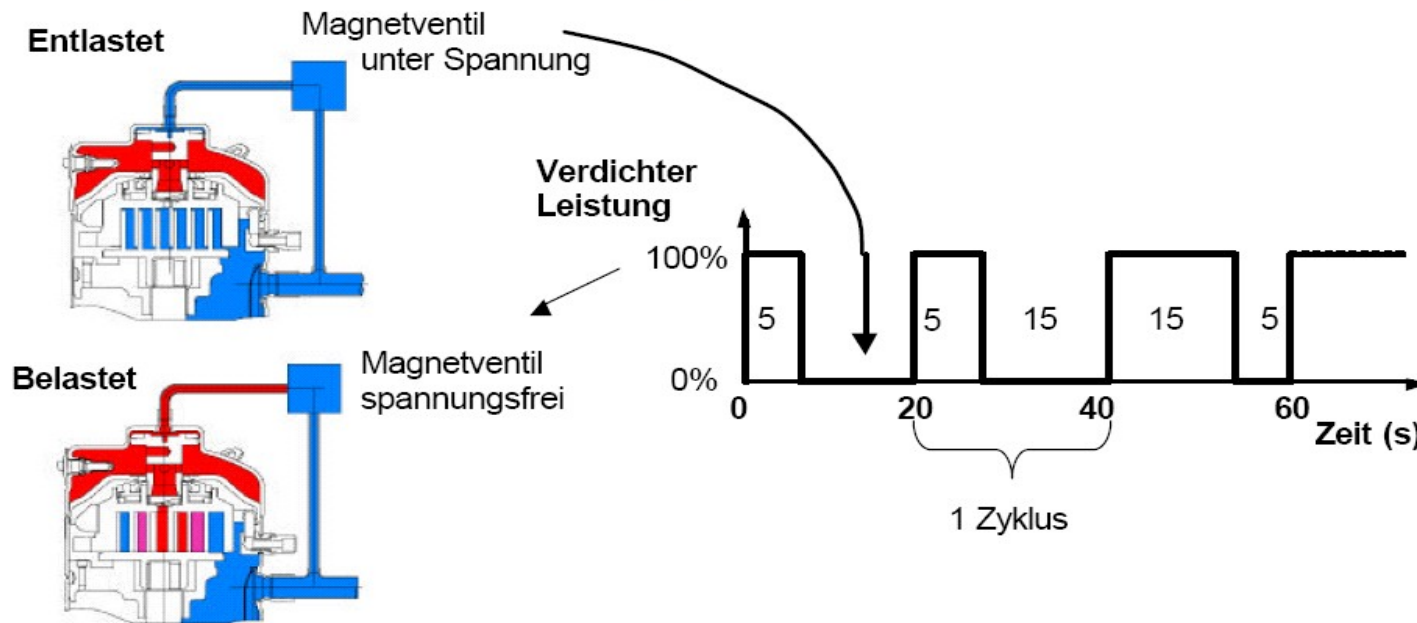 Entlastet
Magnetventil
unter Spannung
Verdichter
Leistung
100%
0%
5
5
15
15
5
0
20
40
60
Zeit (s)
1 Zyklus
Belastet
Magnetventil
spannungsfrei